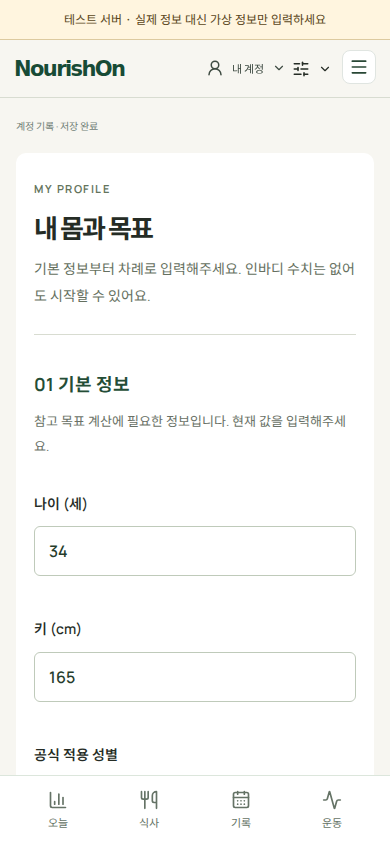 테스트 서버 · 실제 정보 대신 가상 정보만 입력하세요
NourishOn
내 계정
계정 기록 · 저장 완료
MY PROFILE
내 몸과 목표
기본 정보부터 차례로 입력해주세요. 인바디 수치는 없어
도 시작할 수 있어요.
01 기본 정보
참고 목표 계산에 필요한 정보입니다. 현재 값을 입력해주세
요.
나이 (세)
34
키 (cm)
165
공식 적용 성별
오늘
식사
기록
운동